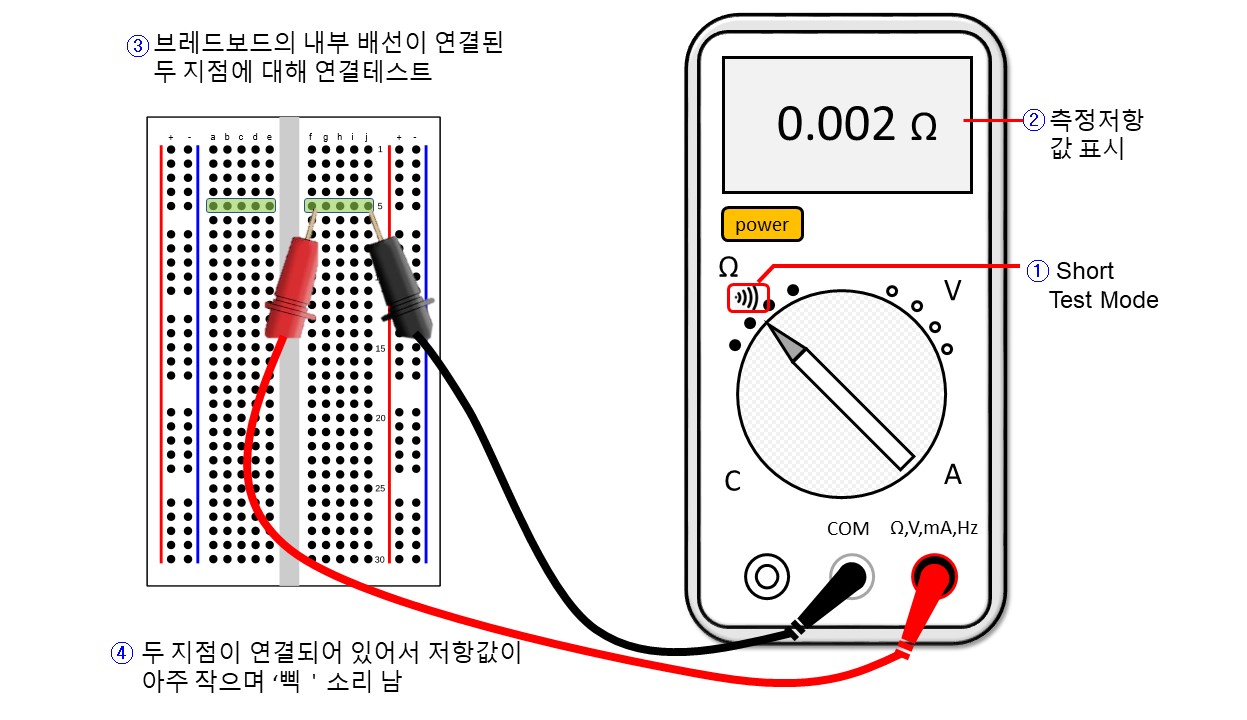 ③ 브레드보드의 내부 배선이 연결된
두 지점에 대해 연결테스트
+ - a b c d e f g h i j + -
1
5
15
20
25
30
0.002 Ω
② 측정저항
값 표시
power
Ω
① Short
Test Mode
V
C
A
COM Ω,V,mA,Hz
④ 두 지점이 연결되어 있어서 저항값이
아주 작으며 ‘삑 ' 소리 남